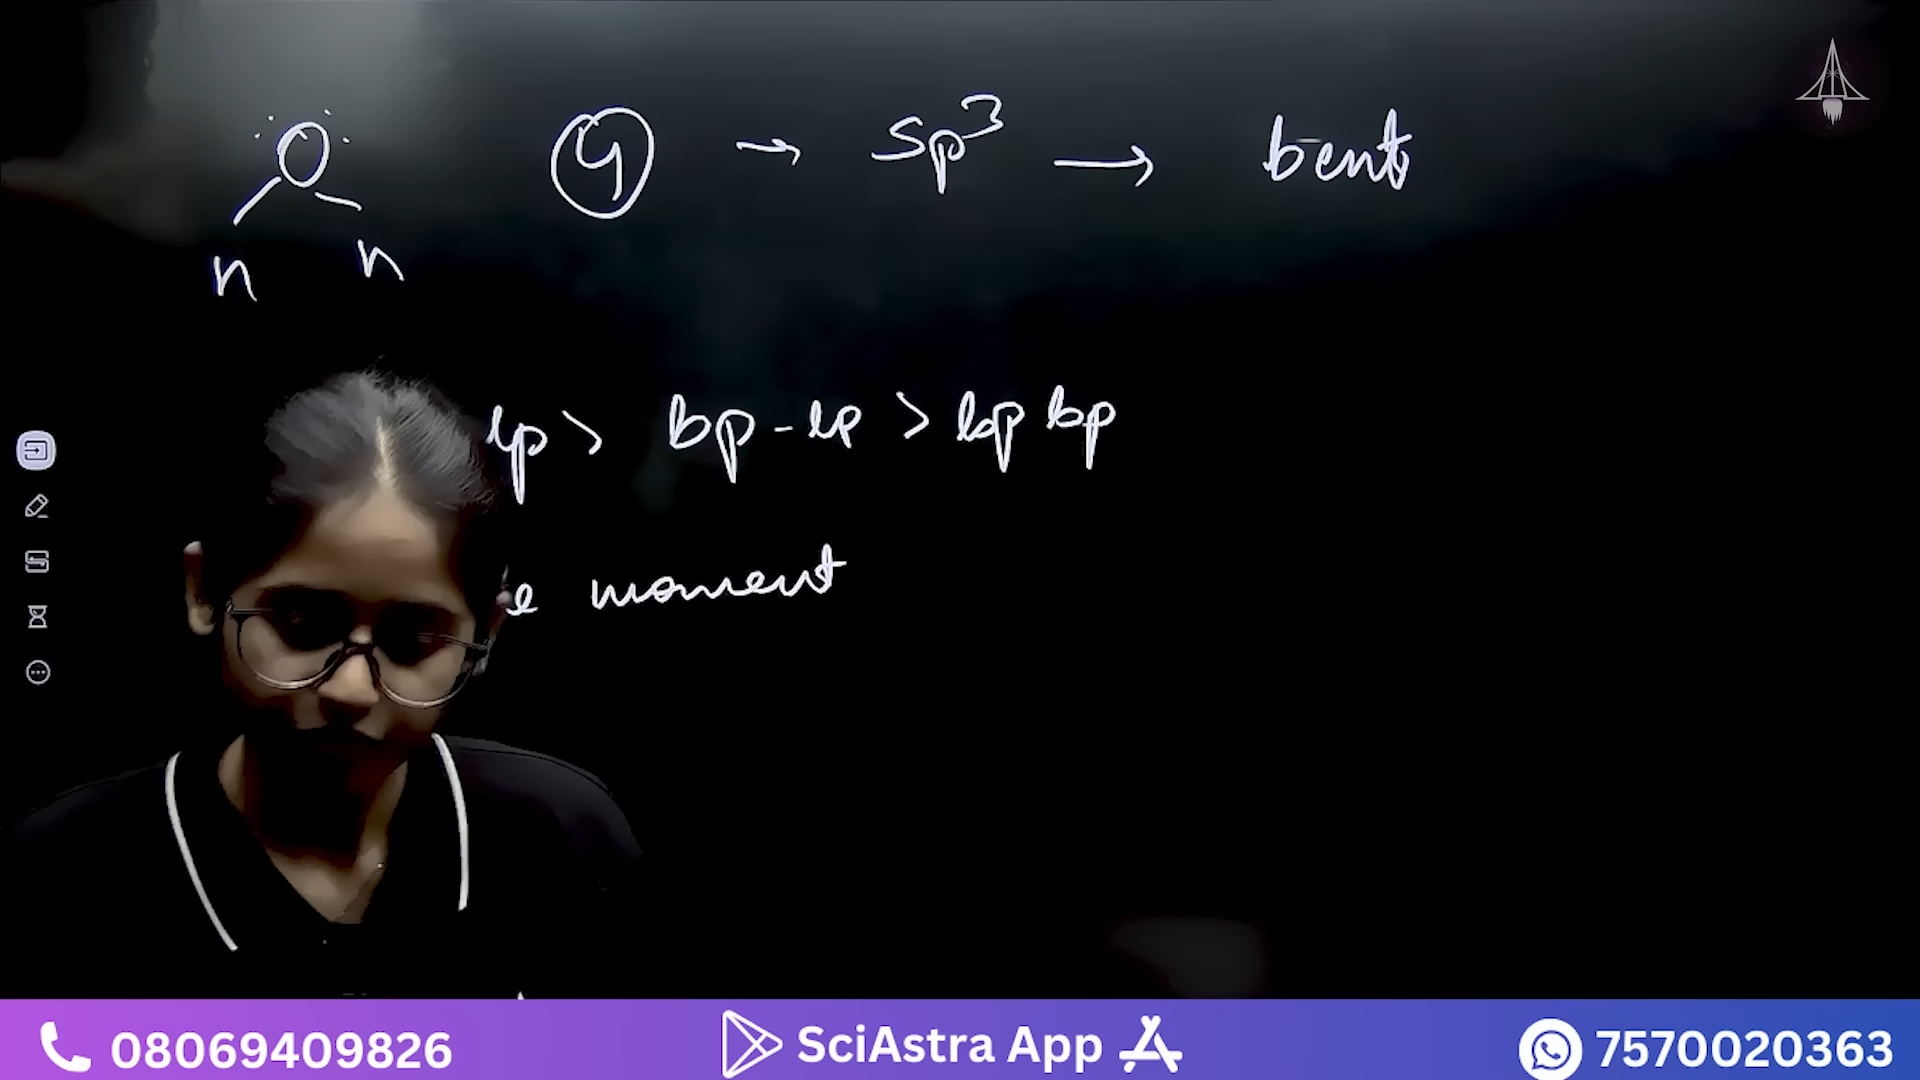 O 4 → sp³ → bent
n n
lp > bp - lp > bp bp
moment
08069409826 SciAstra App 7570020363